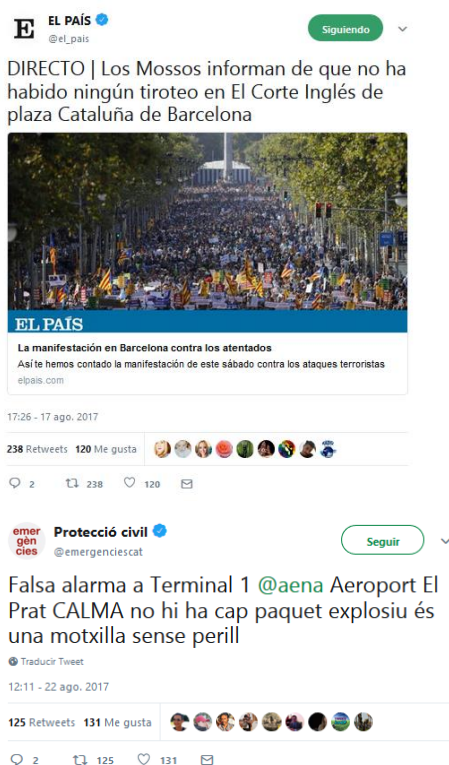 E EL PAÍS
@el_pais
Siguiendo
DIRECTO | Los Mossos informan de que no ha
habido ningún tiroteo en El Corte Inglés de
plaza Cataluña de Barcelona
EL PAÍS
La manifestación en Barcelona contra los atentados
Así te hemos contado la manifestación de este sábado contra los ataques terroristas
elpais.com
17:26 - 17 ago. 2017
238 Retweets 120 Me gusta
2 238 120
emer
gèn
cies
Protecció civil
@emergenciescat
Seguir
Falsa alarma a Terminal 1 @aena Aeroport El
Prat CALMA no hi ha cap paquet explosiu és
una motxilla sense perill
Traducir Tweet
12:11 - 22 ago. 2017
125 Retweets 131 Me gusta
2 125 131